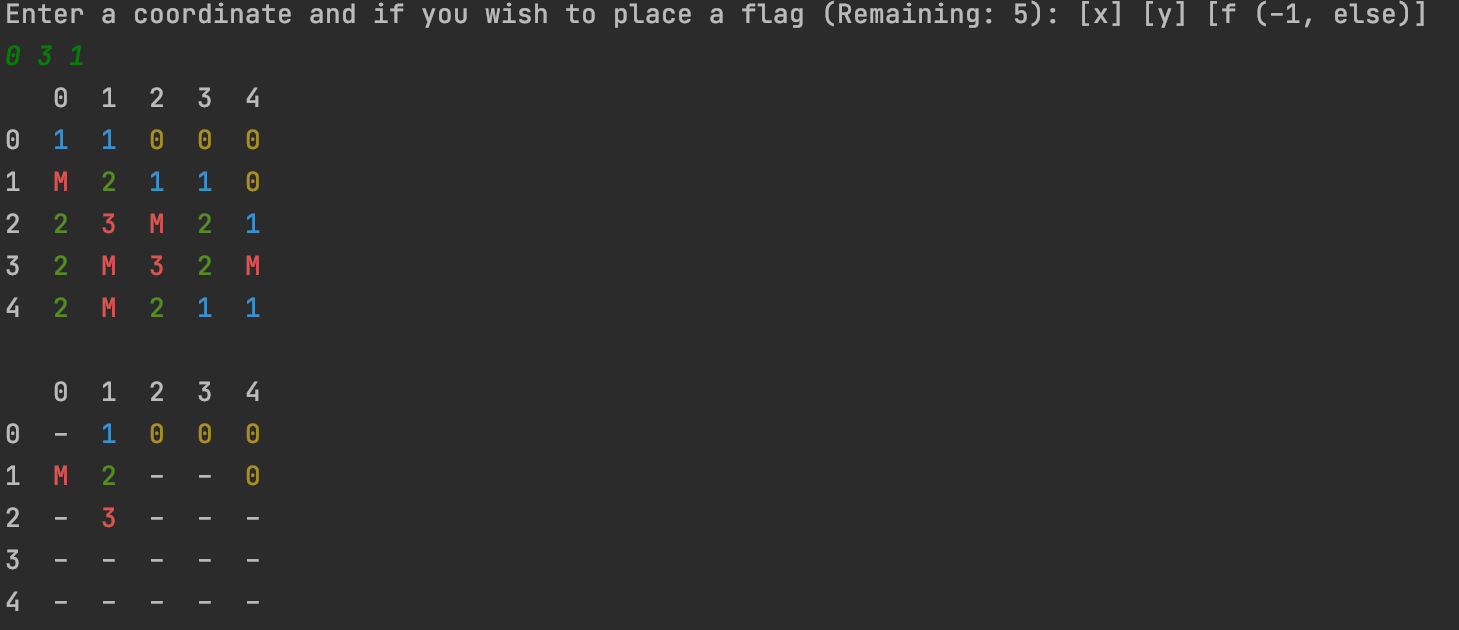 Enter a coordinate and if you wish to place a flag (Remaining: 5): [x] [y] [f (-1, else)]
0 3 1
0 1 2 3 4
0 1 1 0 0 0
1 M 2 1 1 0
2 2 3 M 2 1
3 2 M 3 2 M
4 2 M 2 1 1
0 1 2 3 4
0 - 1 0 0 0
1 M 2 - - 0
2 - 3 - - -
3 - - - - -
4 - - - - -